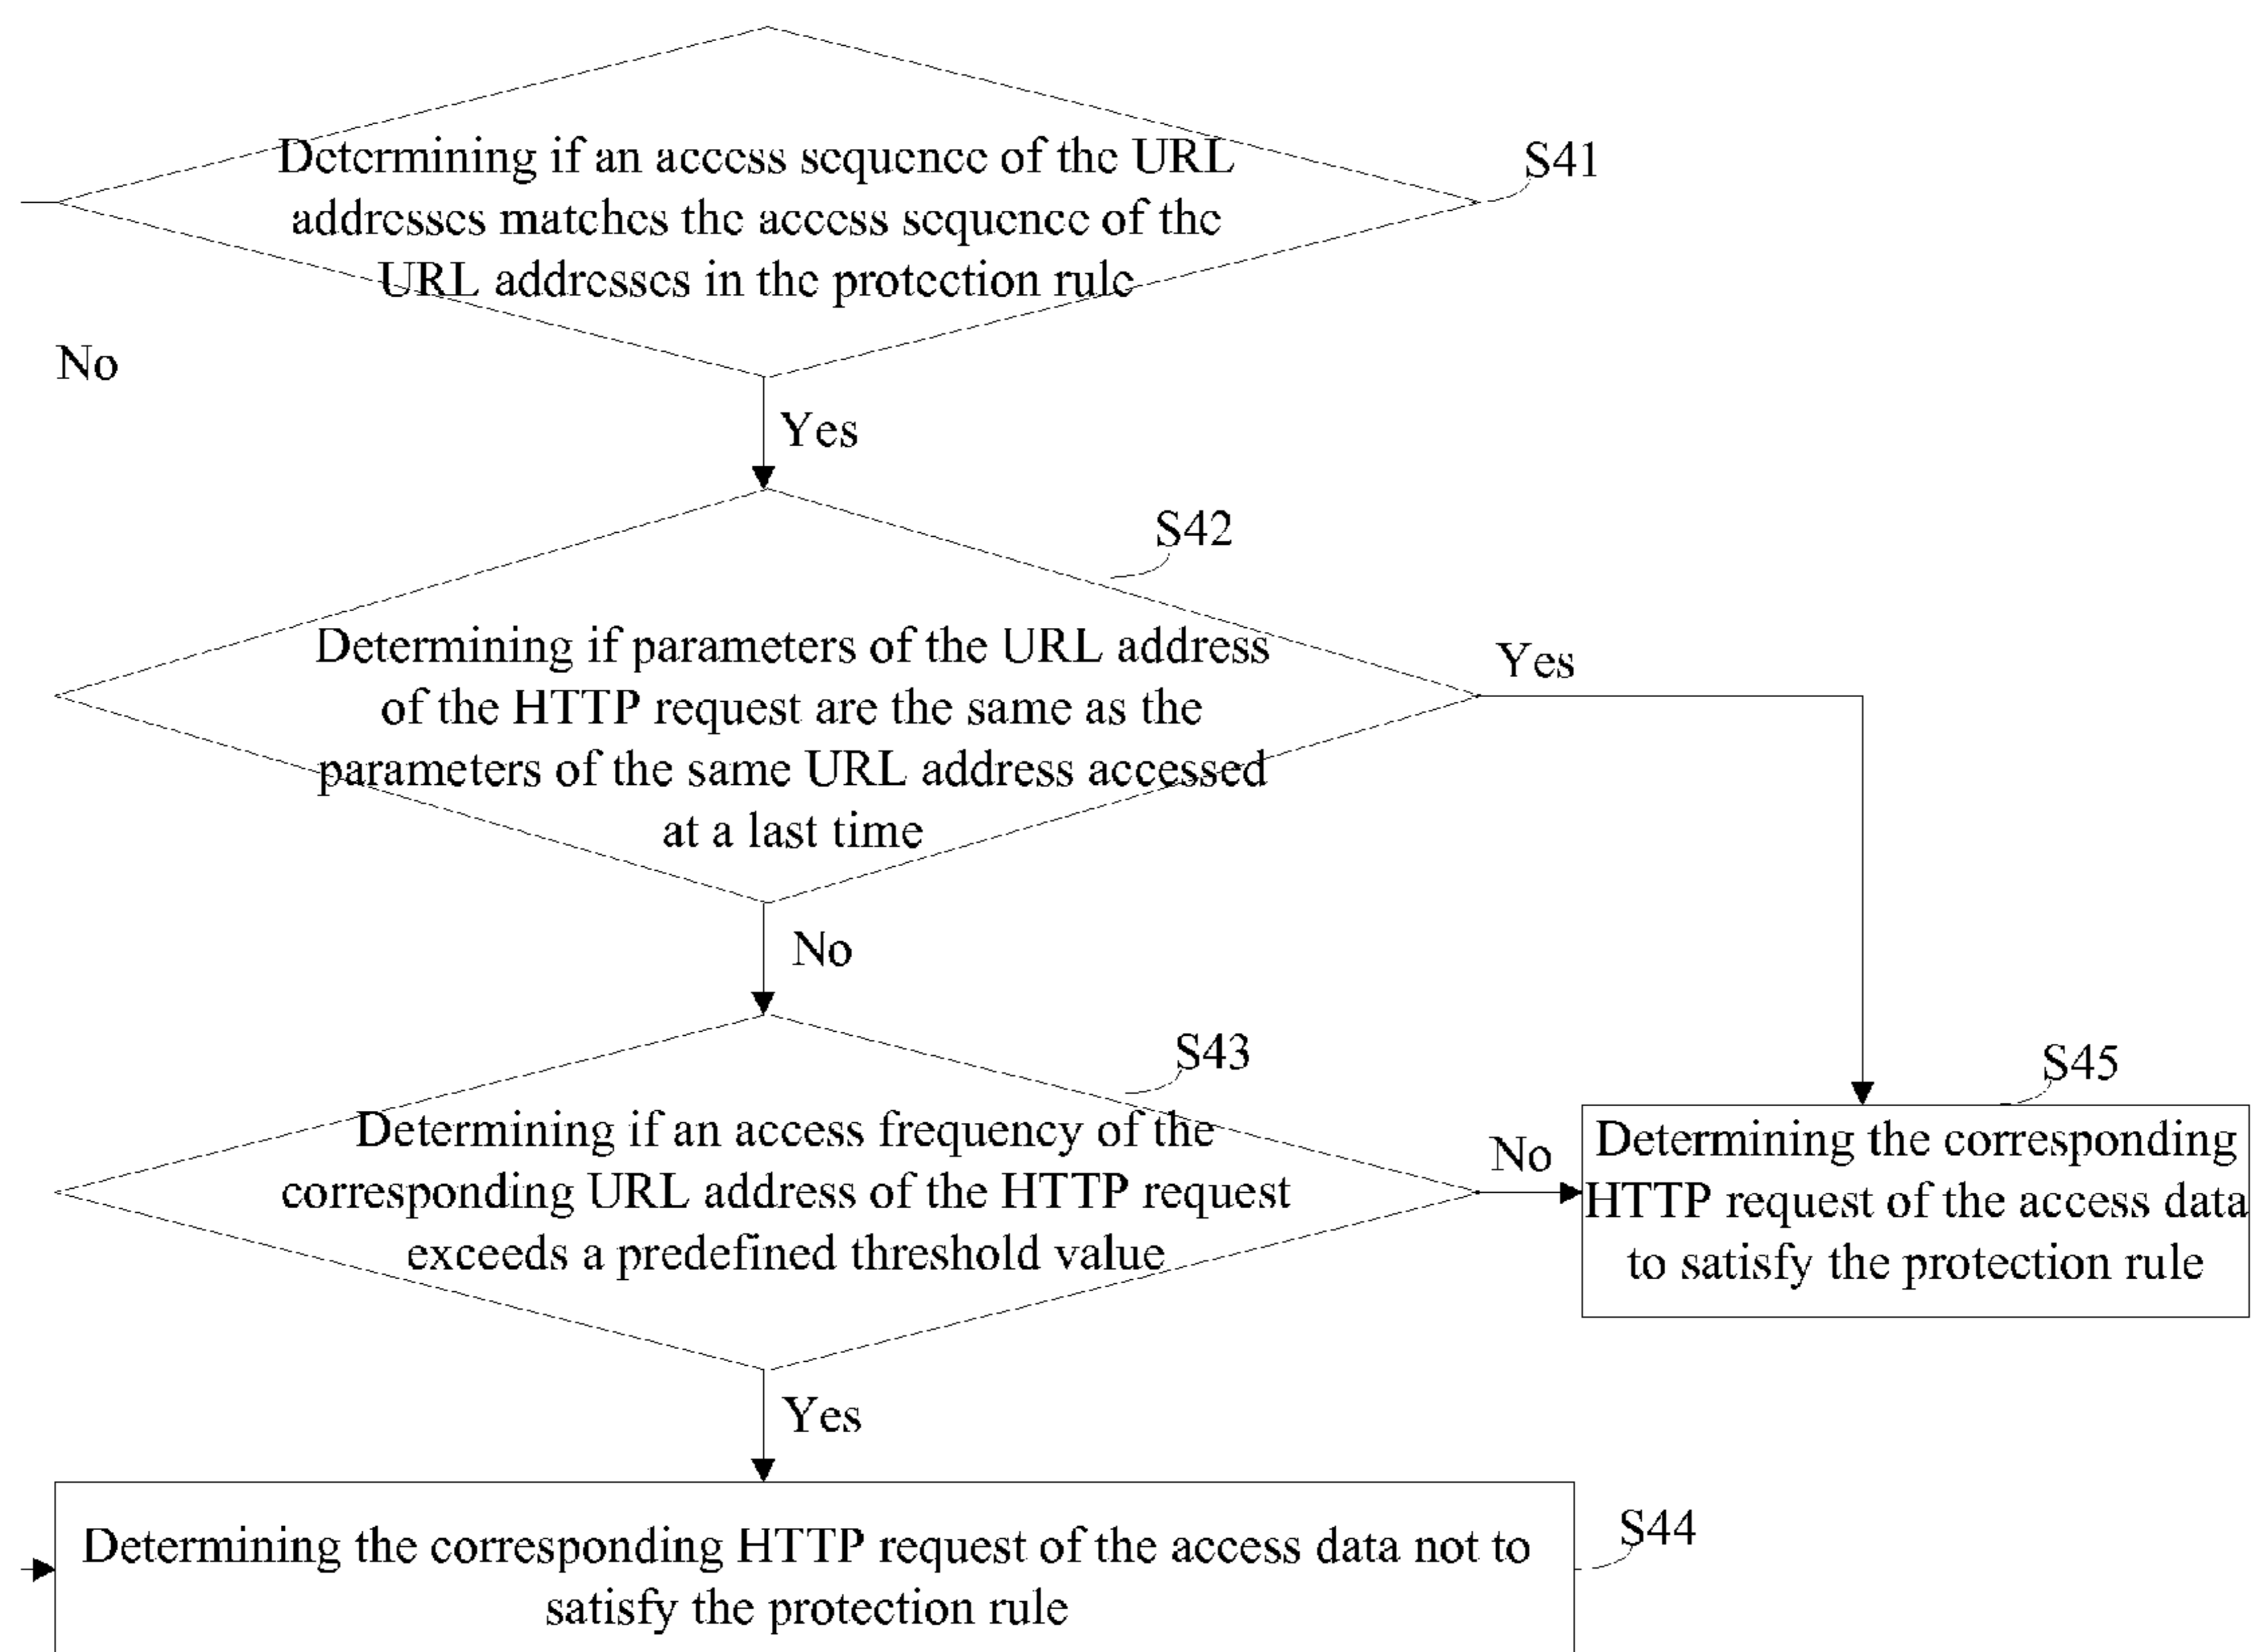 Determining if an access sequence of the URL
addresses matches the access sequence of the
URL addresses in the protection rule
S41
No
Yes
S42
Determining if parameters of the URL address
of the HTTP request are the same as the
parameters of the same URL address accessed
at a last time
Yes
No
S43
Determining if an access frequency of the
corresponding URL address of the HTTP request
exceeds a predefined threshold value
No
S45
Determining the corresponding
HTTP request of the access data
to satisfy the protection rule
Yes
Determining the corresponding HTTP request of the access data not to
satisfy the protection rule
S44